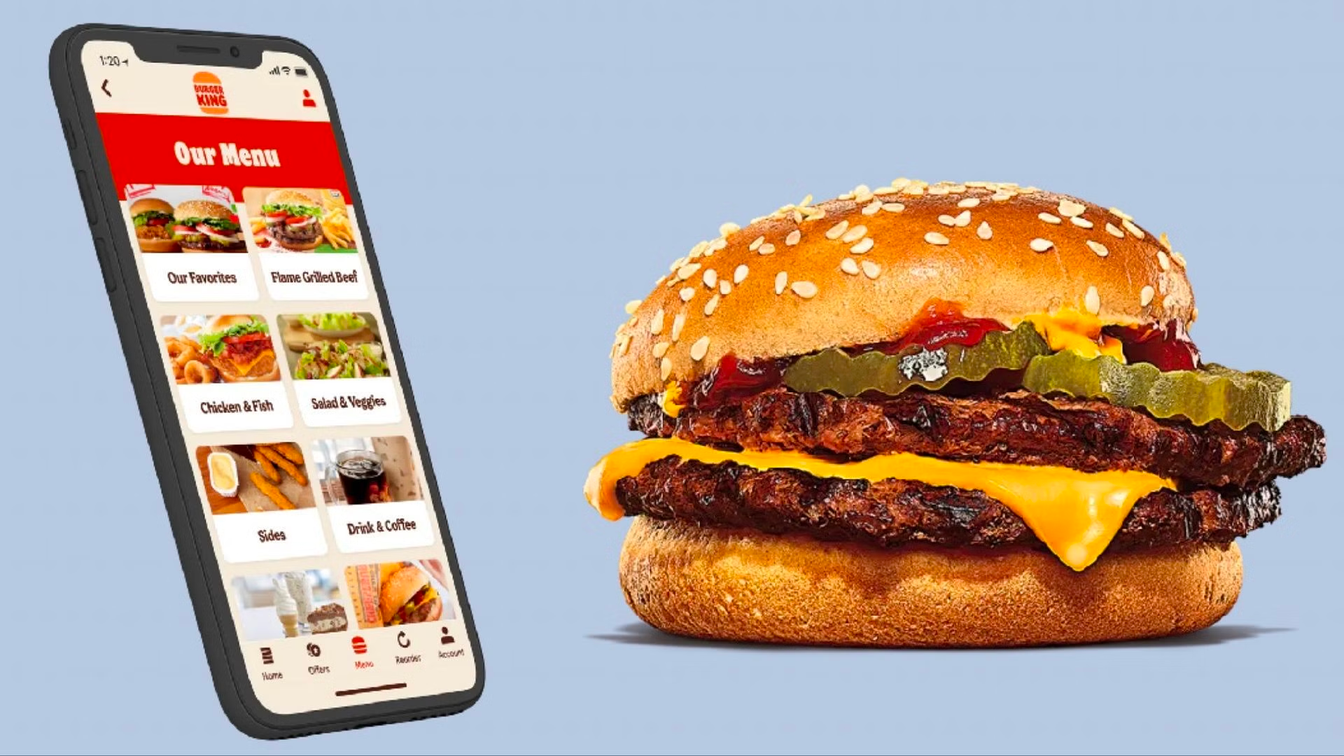 1:20
BURGER
KING
Our Menu
Our Favorites
Flame Grilled Beef
Chicken & Fish
Salad & Veggies
Sides
Drink & Coffee
Home
Offers
Menu
Reorder
Account